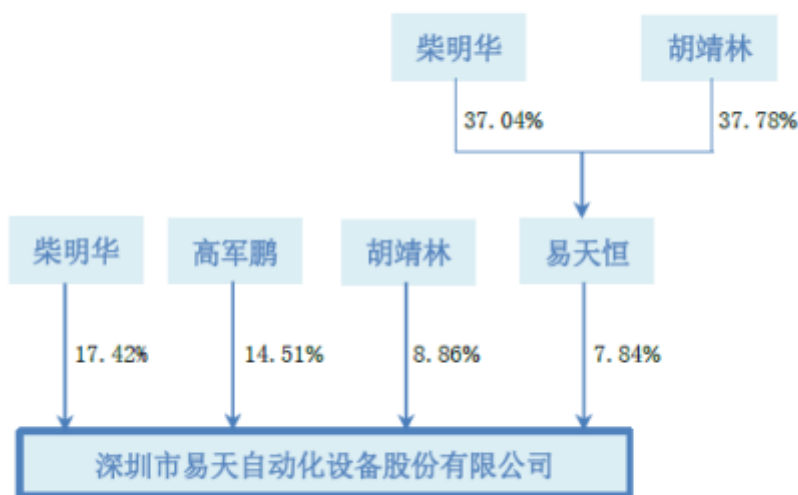 柴明华
胡靖林
37.04%
37.78%
柴明华
高军鹏
胡靖林
易天恒
17.42%
14.51%
8.86%
7.84%
深圳市易天自动化设备股份有限公司